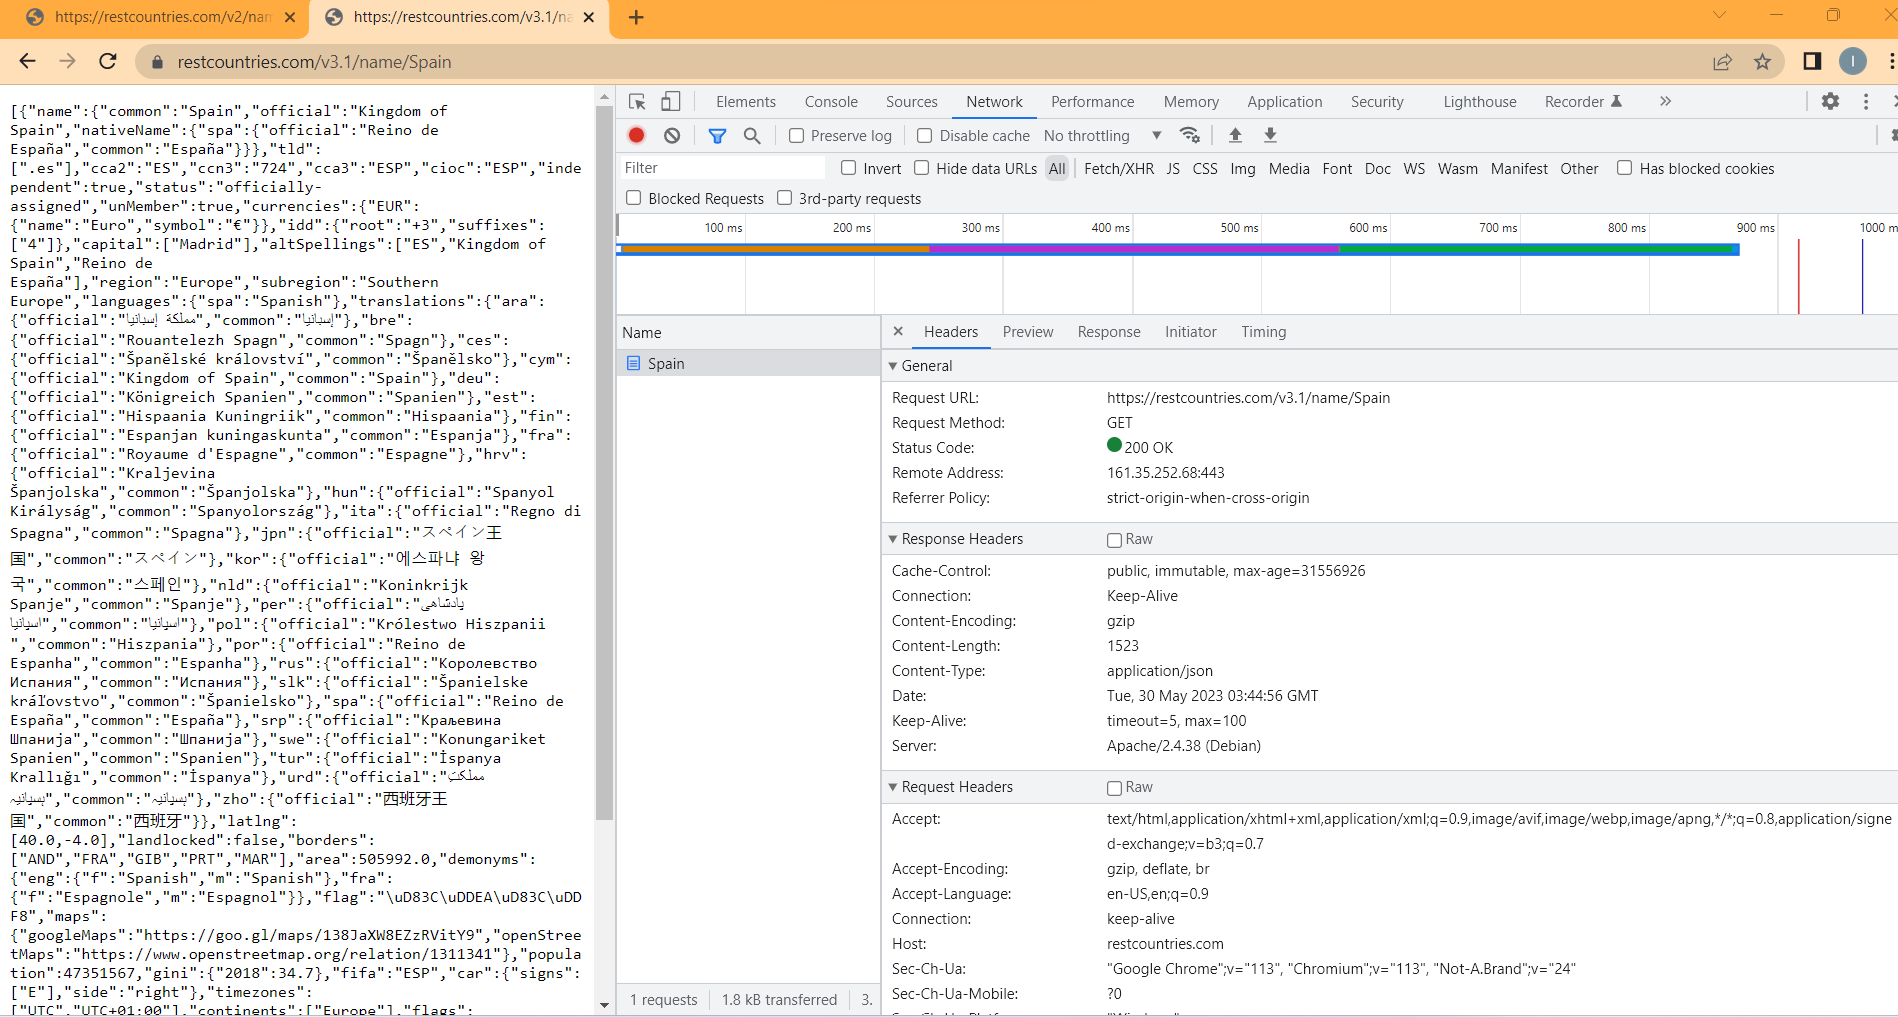 https://restcountries.com/v2/nam
https://restcountries.com/v3.1/na
restcountries.com/v3.1/name/Spain
I
[{"name":{"common":"Spain","official":"Kingdom of
Spain","nativeName":{"spa":{"official":"Reino de
España","common":"España"}}},"tld":
[".es"],"cca2":"ES","ccn3":"724","cca3":"ESP","cioc":"ESP","inde
pendent":true,"status":"officially-
assigned","unMember":true,"currencies":{"EUR":
{"name":"Euro","symbol":"€"}},"idd":{"root":"+3","suffixes":
["4"]},"capital":["Madrid"],"altSpellings":["ES","Kingdom of
Spain","Reino de
España"],"region":"Europe","subregion":"Southern
Europe","languages":{"spa":"Spanish"},"translations":{"ara":
{"official":"مملكة إسبانيا","common":"إسبانيا"},"bre":
{"official":"Rouantelezh Spagn","common":"Spagn"},"ces":
{"official":"Španělské království","common":"Španělsko"},"cym":
{"official":"Kingdom of Spain","common":"Spain"},"deu":
{"official":"Königreich Spanien","common":"Spanien"},"est":
{"official":"Hispaania Kuningriik","common":"Hispaania"},"fin":
{"official":"Espanjan kuningaskunta","common":"Espanja"},"fra":
{"official":"Royaume d'Espagne","common":"Espagne"},"hrv":
{"official":"Kraljevina
Španjolska","common":"Španjolska"},"hun":{"official":"Spanyol
Királyság","common":"Spanyolország"},"ita":{"official":"Regno di
Spagna","common":"Spagna"},"jpn":{"official":"スペイン王
国","common":"スペイン"},"kor":{"official":"에스파냐 왕
국","common":"스페인"},"nld":{"official":"Koninkrijk
Spanje","common":"Spanje"},"per":{"official":"پادشاهی
اسپانیا","common":"اسپانیا"},"pol":{"official":"Królestwo Hiszpanii
","common":"Hiszpania"},"por":{"official":"Reino de
Espanha","common":"Espanha"},"rus":{"official":"Королевство
Испания","common":"Испания"},"slk":{"official":"Španielske
kráľovstvo","common":"Španielsko"},"spa":{"official":"Reino de
España","common":"España"},"srp":{"official":"Краљевина
Шпанија","common":"Шпанија"},"swe":{"official":"Konungariket
Spanien","common":"Spanien"},"tur":{"official":"İspanya
Krallığı","common":"İspanya"},"urd":{"official":"مملکتِ
ہسپانیہ","common":"ہسپانیہ"},"zho":{"official":"西班牙王
国","common":"西班牙"}},"latlng":
[40.0,-4.0],"landlocked":false,"borders":
["AND","FRA","GIB","PRT","MAR"],"area":505992.0,"demonyms":
{"eng":{"f":"Spanish","m":"Spanish"},"fra":
{"f":"Espagnole","m":"Espagnol"}},"flag":"\uD83C\uDDEA\uD83C\uDD
F8","maps":
{"googleMaps":"https://goo.gl/maps/138JaXW8EZzRVitY9","openStree
tMaps":"https://www.openstreetmap.org/relation/1311341"},"popula
tion":47351567,"gini":{"2018":34.7},"fifa":"ESP","car":{"signs":
["E"],"side":"right"},"timezones":
["UTC","UTC+01:00"],"continents":["Europe"],"flags":
Elements Console Sources Network Performance Memory Application Security Lighthouse Recorder
Preserve log Disable cache No throttling
Filter Invert Hide data URLs All Fetch/XHR JS CSS Img Media Font Doc WS Wasm Manifest Other Has blocked cookies
Blocked Requests 3rd-party requests
100 ms 200 ms 300 ms 400 ms 500 ms 600 ms 700 ms 800 ms 900 ms 1000 m
Name
Spain
1 requests 1.8 kB transferred 3.
Headers Preview Response Initiator Timing
General
Request URL: https://restcountries.com/v3.1/name/Spain
Request Method: GET
Status Code: 200 OK
Remote Address: 161.35.252.68:443
Referrer Policy: strict-origin-when-cross-origin
Response Headers Raw
Cache-Control: public, immutable, max-age=31556926
Connection: Keep-Alive
Content-Encoding: gzip
Content-Length: 1523
Content-Type: application/json
Date: Tue, 30 May 2023 03:44:56 GMT
Keep-Alive: timeout=5, max=100
Server: Apache/2.4.38 (Debian)
Request Headers Raw
Accept: text/html,application/xhtml+xml,application/xml;q=0.9,image/avif,image/webp,image/apng,*/*;q=0.8,application/signe
d-exchange;v=b3;q=0.7
Accept-Encoding: gzip, deflate, br
Accept-Language: en-US,en;q=0.9
Connection: keep-alive
Host: restcountries.com
Sec-Ch-Ua: "Google Chrome";v="113", "Chromium";v="113", "Not-A.Brand";v="24"
Sec-Ch-Ua-Mobile: ?0